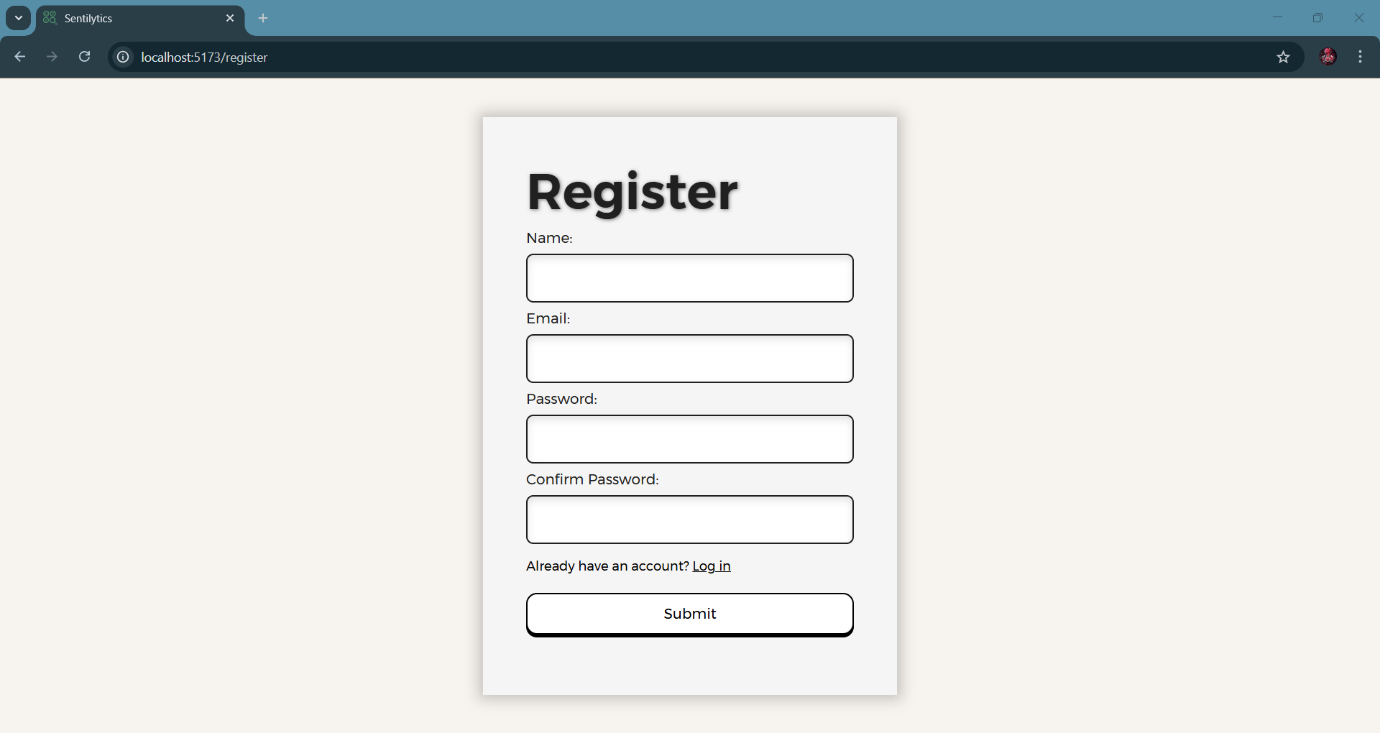 Sentilytics
localhost:5173/register
Register
Name:
Email:
Password:
Confirm Password:
Already have an account? Log in
Submit